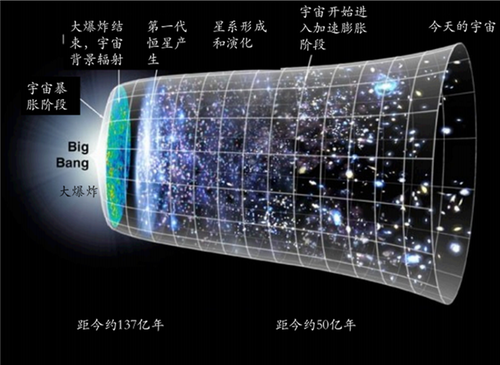 大爆炸结
束，宇宙
背景辐射
第一代
恒星产
生
星系形成
和演化
宇宙开始进
入加速膨胀
阶段
今天的宇宙
宇宙暴
胀阶段
Big
Bang
大爆炸
距今约137亿年
距今约50亿年